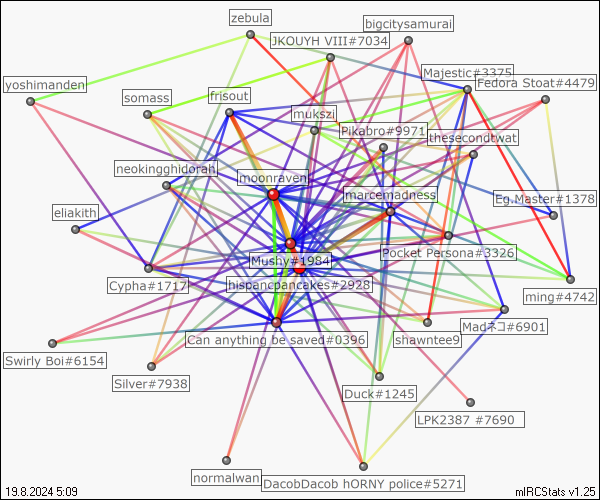 zebula
bigcitysamurai
JKOUYH VIII#7034
Majestic#3375
Fedora Stoat#4479
yoshimanden
somass
frisout
mukszi
Pikabro#9971
thesecondtwat
neokingghidorah
moonraven
marcemadness
Eg.Master#1378
eliakith
Mushy#1984
Pocket Persona#3326
Cypha#1717
hispancpancakes#2928
ming#4742
Can anything be saved#0396
shawntee9
Madネコ#6901
Swirly Boi#6154
Silver#7938
Duck#1245
LPK2387 #7690
normalwan
DacobDacob hORNY police#5271
19.8.2024 5:09
mIRCStats v1.25